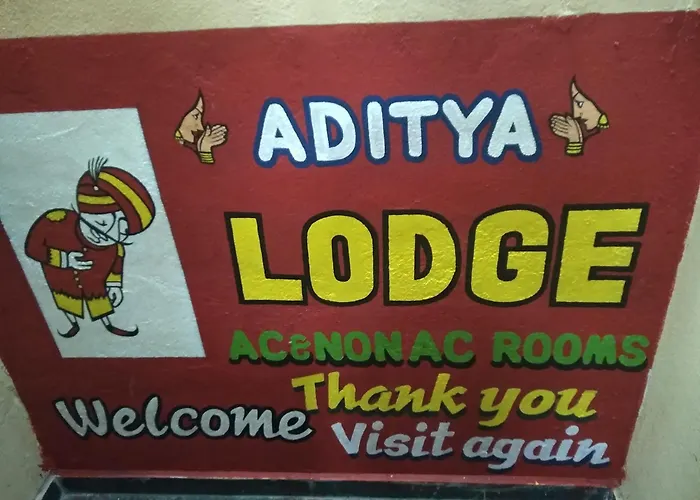 ADITYA
LODGE
AC&NON AC ROOMS
Thank you
Welcome
Visit again